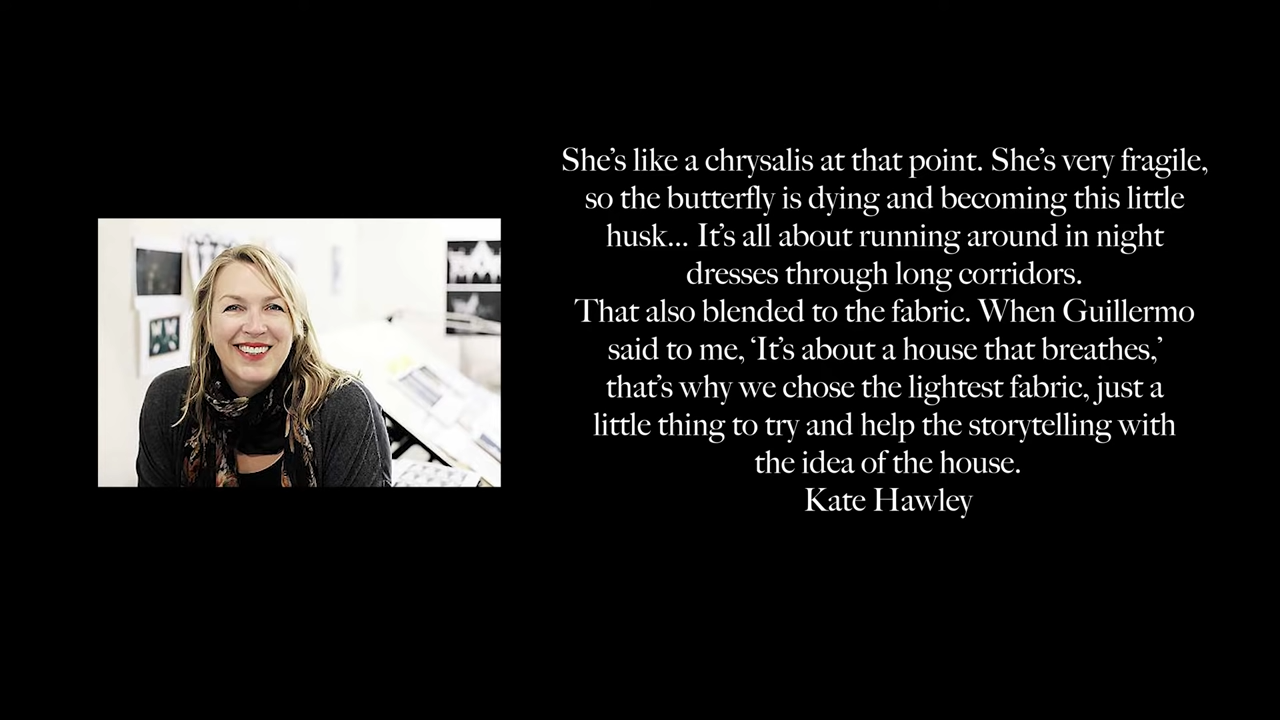 She’s like a chrysalis at that point. She’s very fragile,
so the butterfly is dying and becoming this little
husk... It’s all about running around in night
dresses through long corridors.
That also blended to the fabric. When Guillermo
said to me, ‘It’s about a house that breathes,’
that’s why we chose the lightest fabric, just a
little thing to try and help the storytelling with
the idea of the house.
Kate Hawley